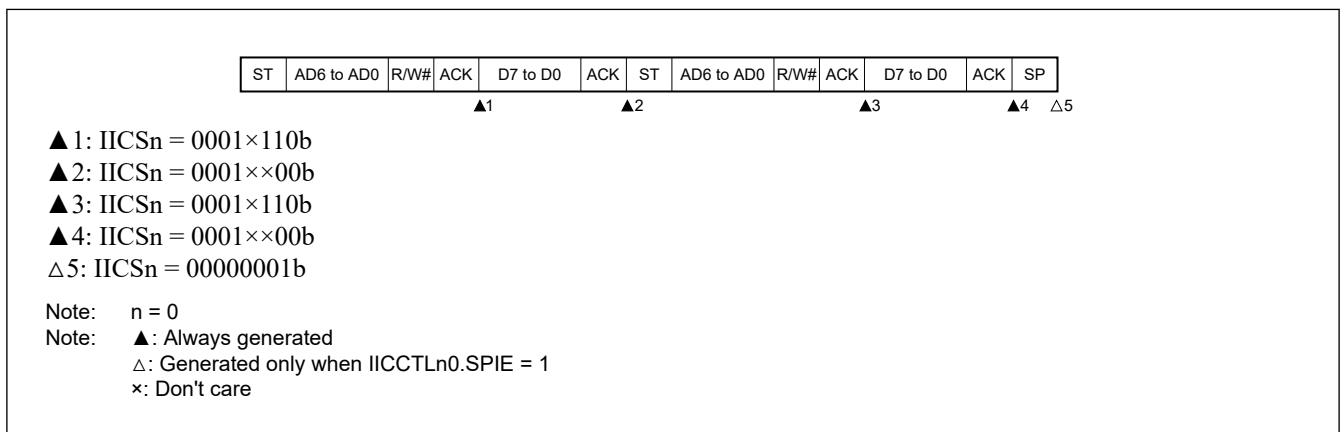 ST AD6 to AD0 R/W# ACK D7 to D0 ACK ST AD6 to AD0 R/W# ACK D7 to D0 ACK SP
▲1 ▲2 ▲3 ▲4 △5
▲1: IICSn = 0001×110b
▲2: IICSn = 0001××00b
▲3: IICSn = 0001×110b
▲4: IICSn = 0001××00b
△5: IICSn = 00000001b
Note: n = 0
Note: ▲: Always generated
△: Generated only when IICCTLn0.SPIE = 1
×: Don't care